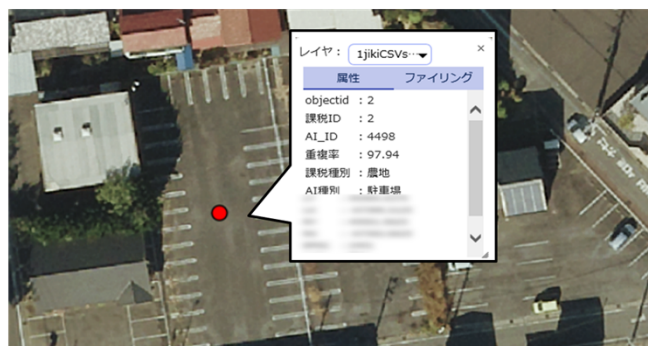 レイヤ： 1jikiCSVs…
×
属性 ファイリング
objectid ：2
課税ID ：2
AI_ID ：4498
重複率 ：97.94
課税種別 ：農地
AI種別 ：駐車場